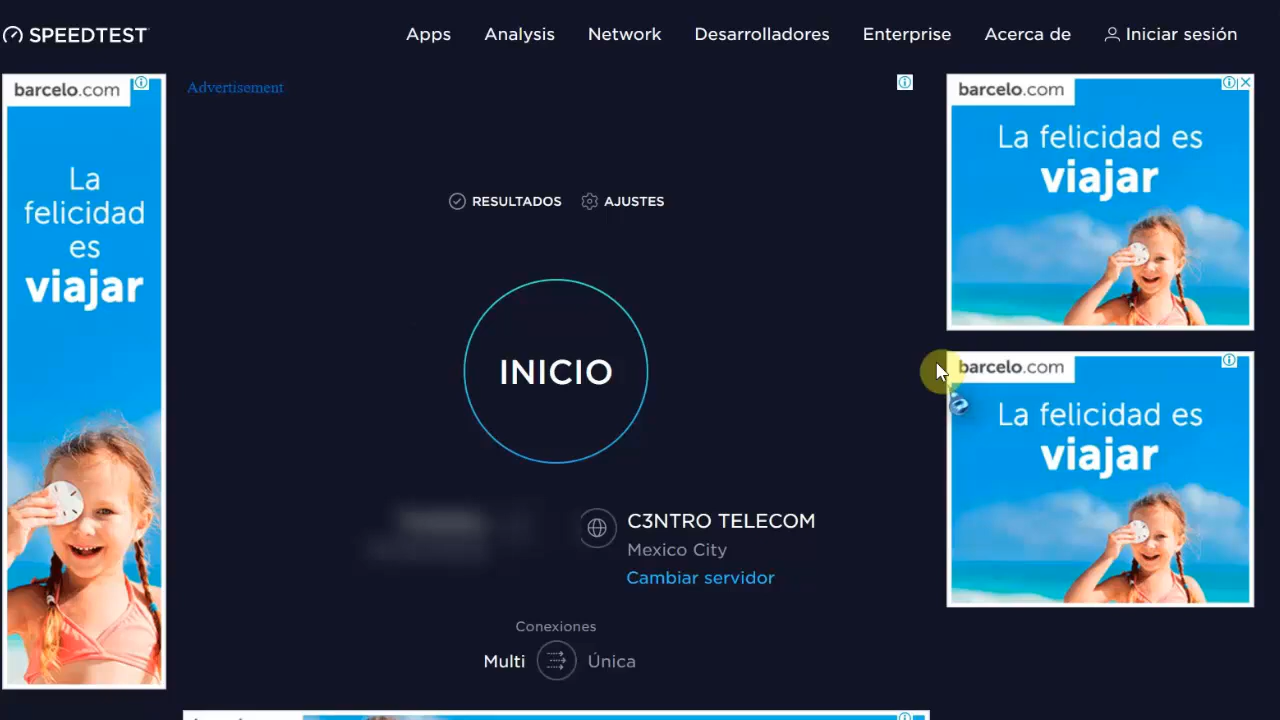 SPEEDTEST
Apps
Analysis
Network
Desarrolladores
Enterprise
Acerca de
Iniciar sesión
barcelo.com
La
felicidad
es
viajar
Advertisement
RESULTADOS
AJUSTES
INICIO
C3NTRO TELECOM
Mexico City
Cambiar servidor
Conexiones
Multi
Única
barcelo.com
La felicidad es
viajar
barcelo.com
La felicidad es
viajar